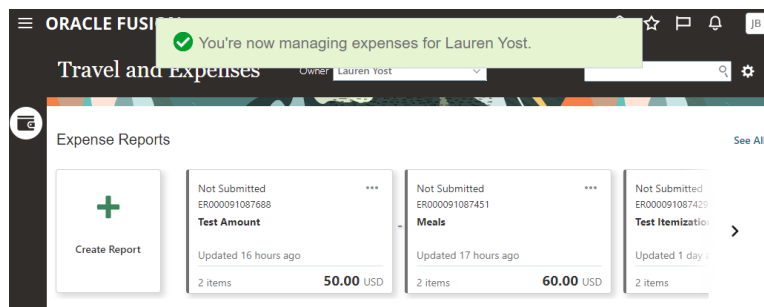 ORACLE FUSION
You're now managing expenses for Lauren Yost.
JB
Travel and Expenses
Owner Lauren Yost
Expense Reports
See All
Create Report
Not Submitted
ER000091087688
Test Amount
Updated 16 hours ago
2 items 50.00 USD
Not Submitted
ER000091087451
Meals
Updated 17 hours ago
2 items 60.00 USD
Not Submitted
ER000091087429
Test Itemization
Updated 1 day a
2 items